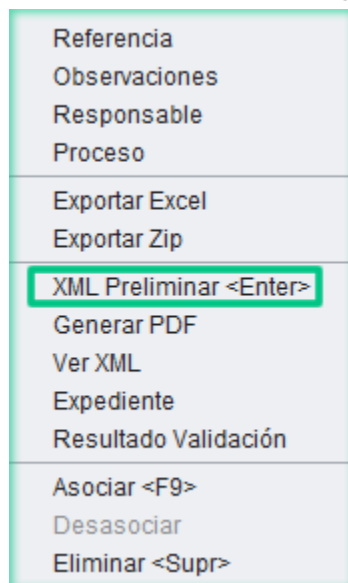 Referencia
Observaciones
Responsable
Proceso
Exportar Excel
Exportar Zip
XML Preliminar <Enter>
Generar PDF
Ver XML
Expediente
Resultado Validación
Asociar <F9>
Desasociar
Eliminar <Supr>